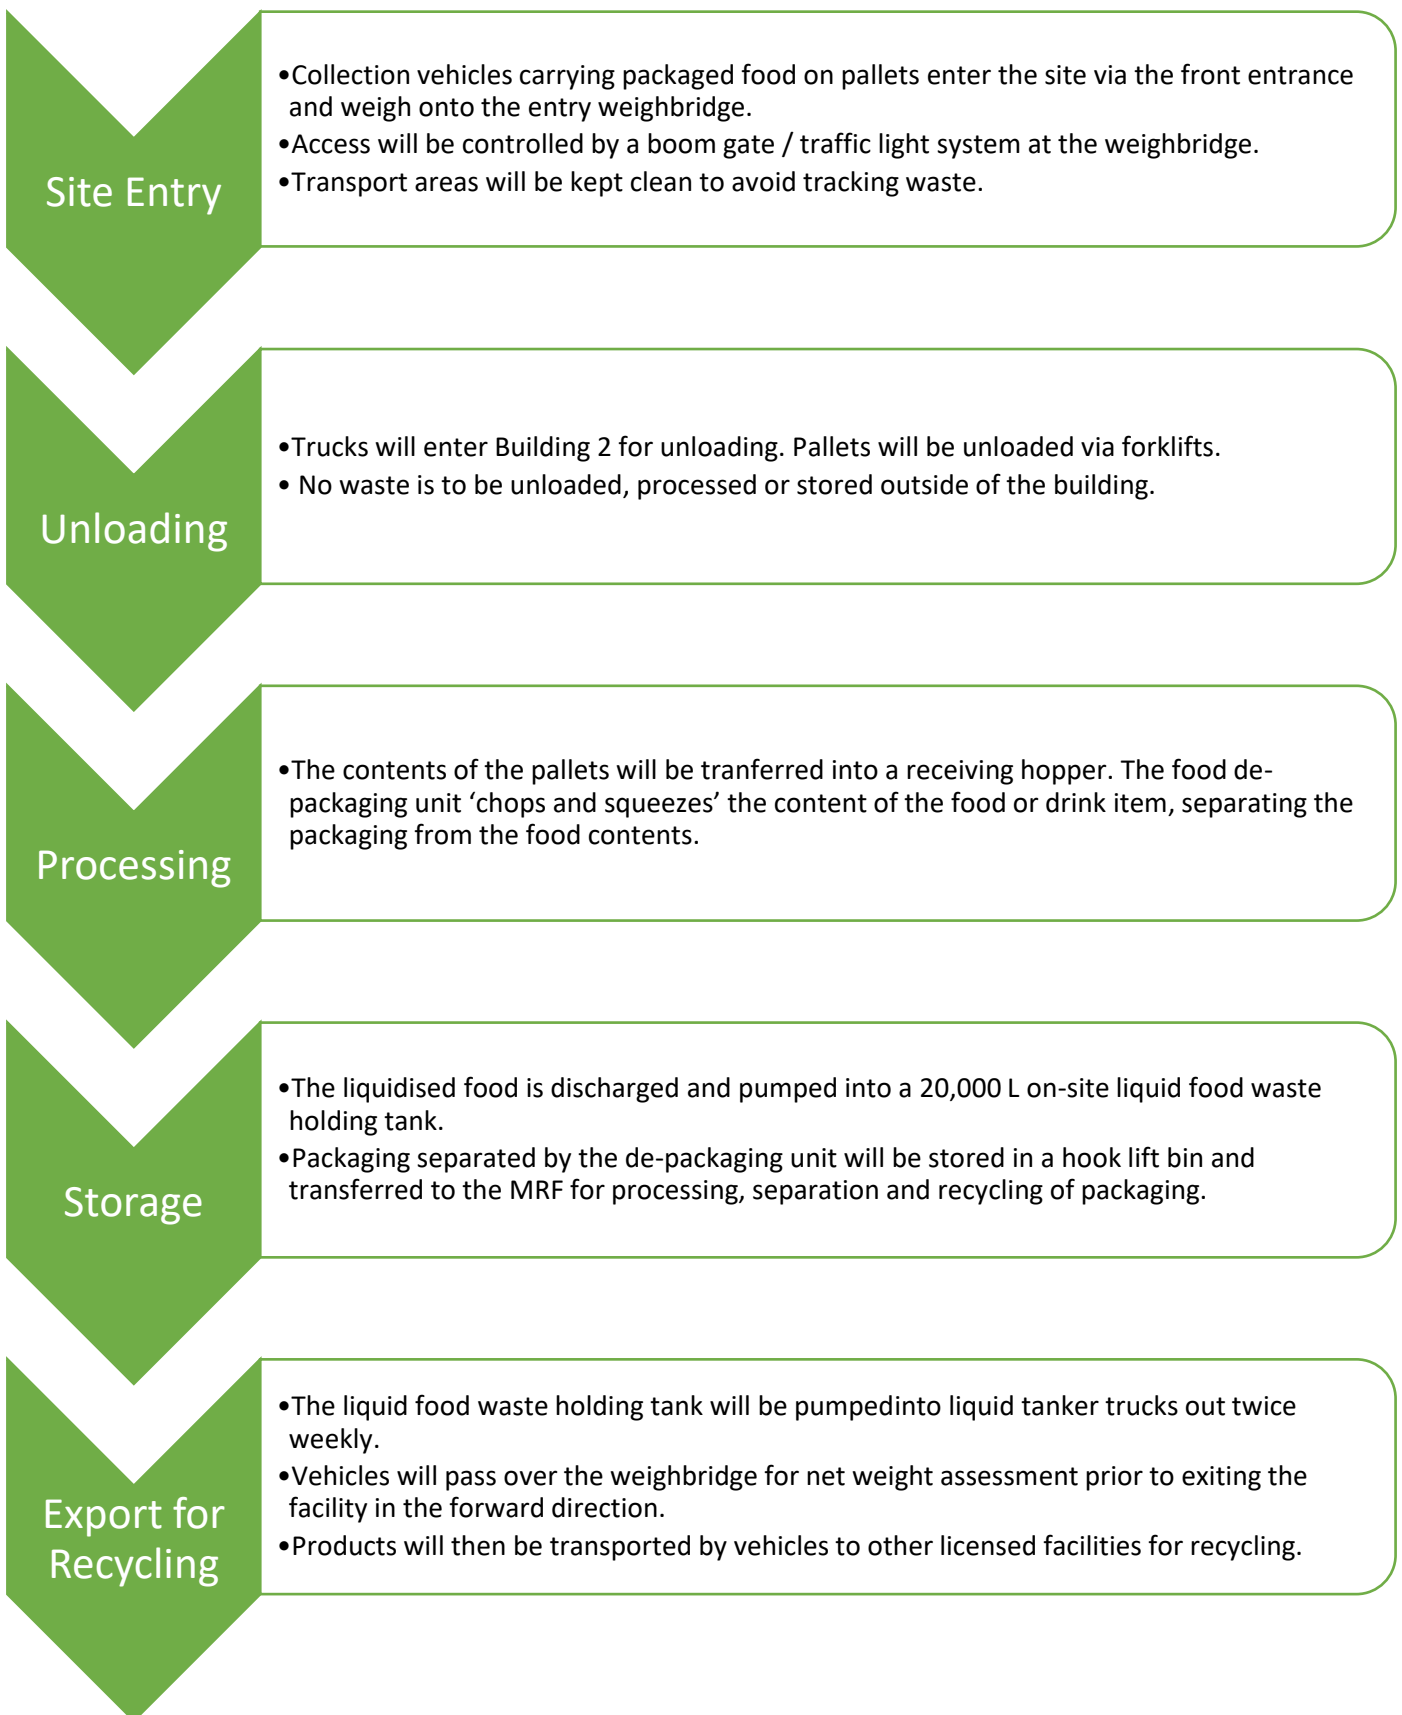 Site Entry
•Collection vehicles carrying packaged food on pallets enter the site via the front entrance
and weigh onto the entry weighbridge.
•Access will be controlled by a boom gate / traffic light system at the weighbridge.
•Transport areas will be kept clean to avoid tracking waste.
Unloading
•Trucks will enter Building 2 for unloading. Pallets will be unloaded via forklifts.
• No waste is to be unloaded, processed or stored outside of the building.
Processing
•The contents of the pallets will be tranferred into a receiving hopper. The food de-
packaging unit ‘chops and squeezes’ the content of the food or drink item, separating the
packaging from the food contents.
Storage
•The liquidised food is discharged and pumped into a 20,000 L on-site liquid food waste
holding tank.
•Packaging separated by the de-packaging unit will be stored in a hook lift bin and
transferred to the MRF for processing, separation and recycling of packaging.
Export for
Recycling
•The liquid food waste holding tank will be pumpedinto liquid tanker trucks out twice
weekly.
•Vehicles will pass over the weighbridge for net weight assessment prior to exiting the
facility in the forward direction.
•Products will then be transported by vehicles to other licensed facilities for recycling.